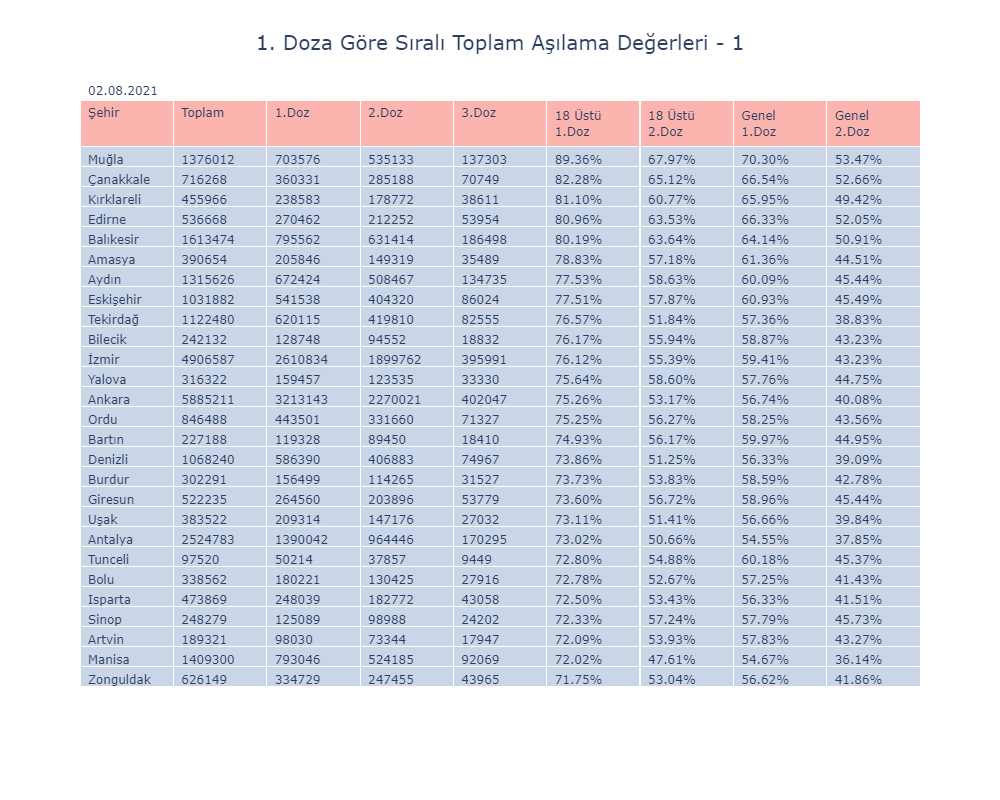 1. Doza Göre Sıralı Toplam Aşılama Değerleri - 1
02.08.2021
Şehir Toplam 1.Doz 2.Doz 3.Doz 18 Üstü 1.Doz 18 Üstü 2.Doz Genel 1.Doz Genel 2.Doz
Muğla 1376012 703576 535133 137303 89.36% 67.97% 70.30% 53.47%
Çanakkale 716268 360331 285188 70749 82.28% 65.12% 66.54% 52.66%
Kırklareli 455966 238583 178772 38611 81.10% 60.77% 65.95% 49.42%
Edirne 536668 270462 212252 53954 80.96% 63.53% 66.33% 52.05%
Balıkesir 1613474 795562 631414 186498 80.19% 63.64% 64.14% 50.91%
Amasya 390654 205846 149319 35489 78.83% 57.18% 61.36% 44.51%
Aydın 1315626 672424 508467 134735 77.53% 58.63% 60.09% 45.44%
Eskişehir 1031882 541538 404320 86024 77.51% 57.87% 60.93% 45.49%
Tekirdağ 1122480 620115 419810 82555 76.57% 51.84% 57.36% 38.83%
Bilecik 242132 128748 94552 18832 76.17% 55.94% 58.87% 43.23%
İzmir 4906587 2610834 1899762 395991 76.12% 55.39% 59.41% 43.23%
Yalova 316322 159457 123535 33330 75.64% 58.60% 57.76% 44.75%
Ankara 5885211 3213143 2270021 402047 75.26% 53.17% 56.74% 40.08%
Ordu 846488 443501 331660 71327 75.25% 56.27% 58.25% 43.56%
Bartın 227188 119328 89450 18410 74.93% 56.17% 59.97% 44.95%
Denizli 1068240 586390 406883 74967 73.86% 51.25% 56.33% 39.09%
Burdur 302291 156499 114265 31527 73.73% 53.83% 58.59% 42.78%
Giresun 522235 264560 203896 53779 73.60% 56.72% 58.96% 45.44%
Uşak 383522 209314 147176 27032 73.11% 51.41% 56.66% 39.84%
Antalya 2524783 1390042 964446 170295 73.02% 50.66% 54.55% 37.85%
Tunceli 97520 50214 37857 9449 72.80% 54.88% 60.18% 45.37%
Bolu 338562 180221 130425 27916 72.78% 52.67% 57.25% 41.43%
Isparta 473869 248039 182772 43058 72.50% 53.43% 56.33% 41.51%
Sinop 248279 125089 98988 24202 72.33% 57.24% 57.79% 45.73%
Artvin 189321 98030 73344 17947 72.09% 53.93% 57.83% 43.27%
Manisa 1409300 793046 524185 92069 72.02% 47.61% 54.67% 36.14%
Zonguldak 626149 334729 247455 43965 71.75% 53.04% 56.62% 41.86%